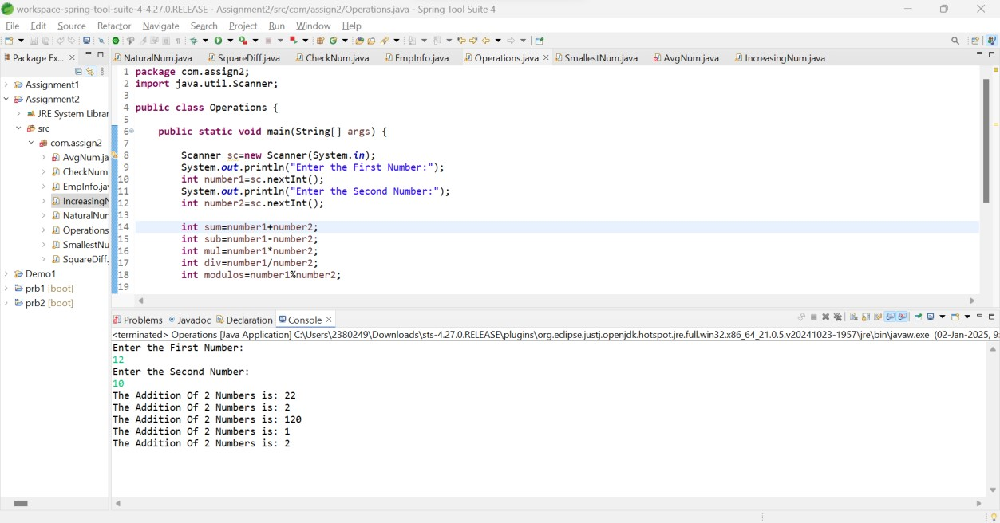 workspace-spring-tool-suite-4-4.27.0.RELEASE - Assignment2/src/com/assign2/Operations.java - Spring Tool Suite 4
File Edit Source Refactor Navigate Search Project Run Window Help
Package Ex...
NaturalNum.java SquareDiff.java CheckNum.java EmpInfo.java Operations.java SmallestNum.java AvgNum.java IncreasingNum.java
Assignment1
Assignment2
JRE System Librar
src
com.assign2
AvgNum.ja
CheckNum
EmpInfo.ja
IncreasingN
NaturalNur
Operations
SmallestNu
SquareDiff.
Demo1
prb1 [boot]
prb2 [boot]
1 package com.assign2;
2 import java.util.Scanner;
3
4 public class Operations {
5
6 public static void main(String[] args) {
7
8 Scanner sc=new Scanner(System.in);
9 System.out.println("Enter the First Number:");
10 int number1=sc.nextInt();
11 System.out.println("Enter the Second Number:");
12 int number2=sc.nextInt();
13
14 int sum=number1+number2;
15 int sub=number1-number2;
16 int mul=number1*number2;
17 int div=number1/number2;
18 int modulos=number1%number2;
19
Problems Javadoc Declaration Console
<terminated> Operations [Java Application] C:\Users\2380249\Downloads\sts-4.27.0.RELEASE\plugins\org.eclipse.justj.openjdk.hotspot.jre.full.win32.x86_64_21.0.5.v20241023-1957\jre\bin\javaw.exe (02-Jan-2025, 9:
Enter the First Number:
12
Enter the Second Number:
10
The Addition Of 2 Numbers is: 22
The Addition Of 2 Numbers is: 2
The Addition Of 2 Numbers is: 120
The Addition Of 2 Numbers is: 1
The Addition Of 2 Numbers is: 2